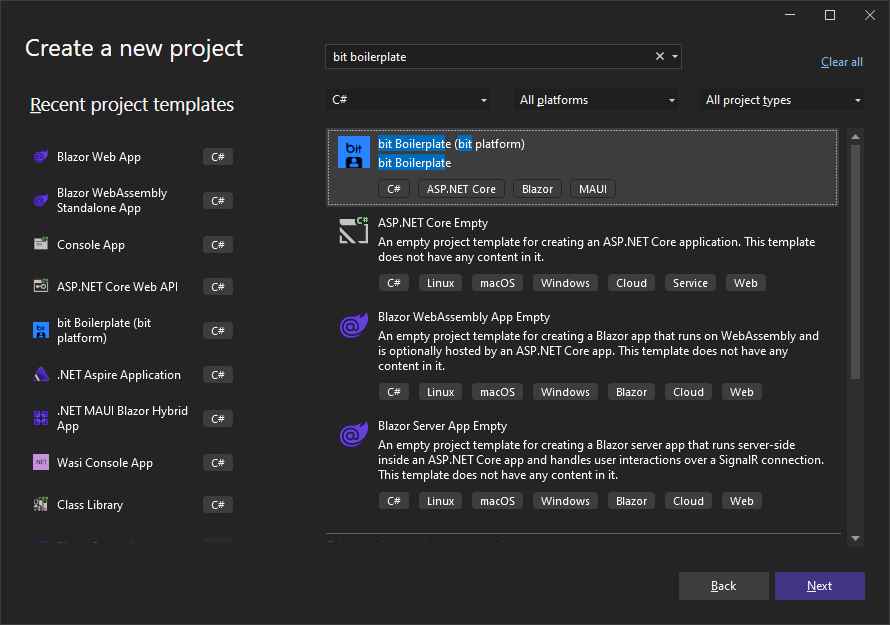 Create a new project
bit boilerplate
Clear all
Recent project templates
C#
All platforms
All project types
Blazor Web App
C#
Blazor WebAssembly
Standalone App
C#
Console App
C#
ASP.NET Core Web API
C#
bit Boilerplate (bit
platform)
C#
.NET Aspire Application
C#
.NET MAUI Blazor Hybrid
App
C#
Wasi Console App
C#
Class Library
C#
bit
bit Boilerplate (bit platform)
bit Boilerplate
C# ASP.NET Core Blazor MAUI
ASP.NET Core Empty
An empty project template for creating an ASP.NET Core application. This template
does not have any content in it.
C# Linux macOS Windows Cloud Service Web
Blazor WebAssembly App Empty
An empty project template for creating a Blazor app that runs on WebAssembly and
is optionally hosted by an ASP.NET Core app. This template does not have any
content in it.
C# Linux macOS Windows Blazor Cloud Web
Blazor Server App Empty
An empty project template for creating a Blazor server app that runs server-side
inside an ASP.NET Core app and handles user interactions over a SignalR connection.
This template does not have any content in it.
C# Linux macOS Windows Blazor Cloud Web
Back
Next